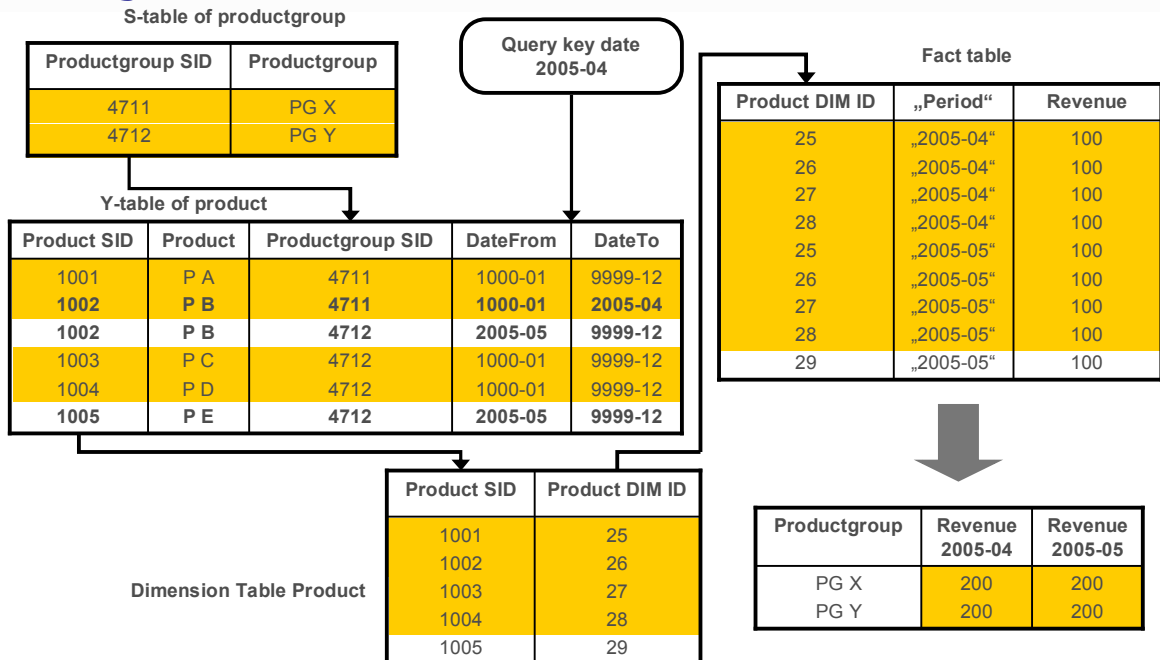 S-table of productgroup
Productgroup SID Productgroup
4711 PG X
4712 PG Y
Query key date
2005-04
Y-table of product
Product SID Product Productgroup SID DateFrom DateTo
1001 P A 4711 1000-01 9999-12
1002 P B 4711 1000-01 2005-04
1002 P B 4712 2005-05 9999-12
1003 P C 4712 1000-01 9999-12
1004 P D 4712 1000-01 9999-12
1005 P E 4712 2005-05 9999-12
Dimension Table Product
Product SID Product DIM ID
1001 25
1002 26
1003 27
1004 28
1005 29
Fact table
Product DIM ID „Period“ Revenue
25 „2005-04“ 100
26 „2005-04“ 100
27 „2005-04“ 100
28 „2005-04“ 100
25 „2005-05“ 100
26 „2005-05“ 100
27 „2005-05“ 100
28 „2005-05“ 100
29 „2005-05“ 100
Productgroup Revenue Revenue
2005-04 2005-05
PG X 200 200
PG Y 200 200